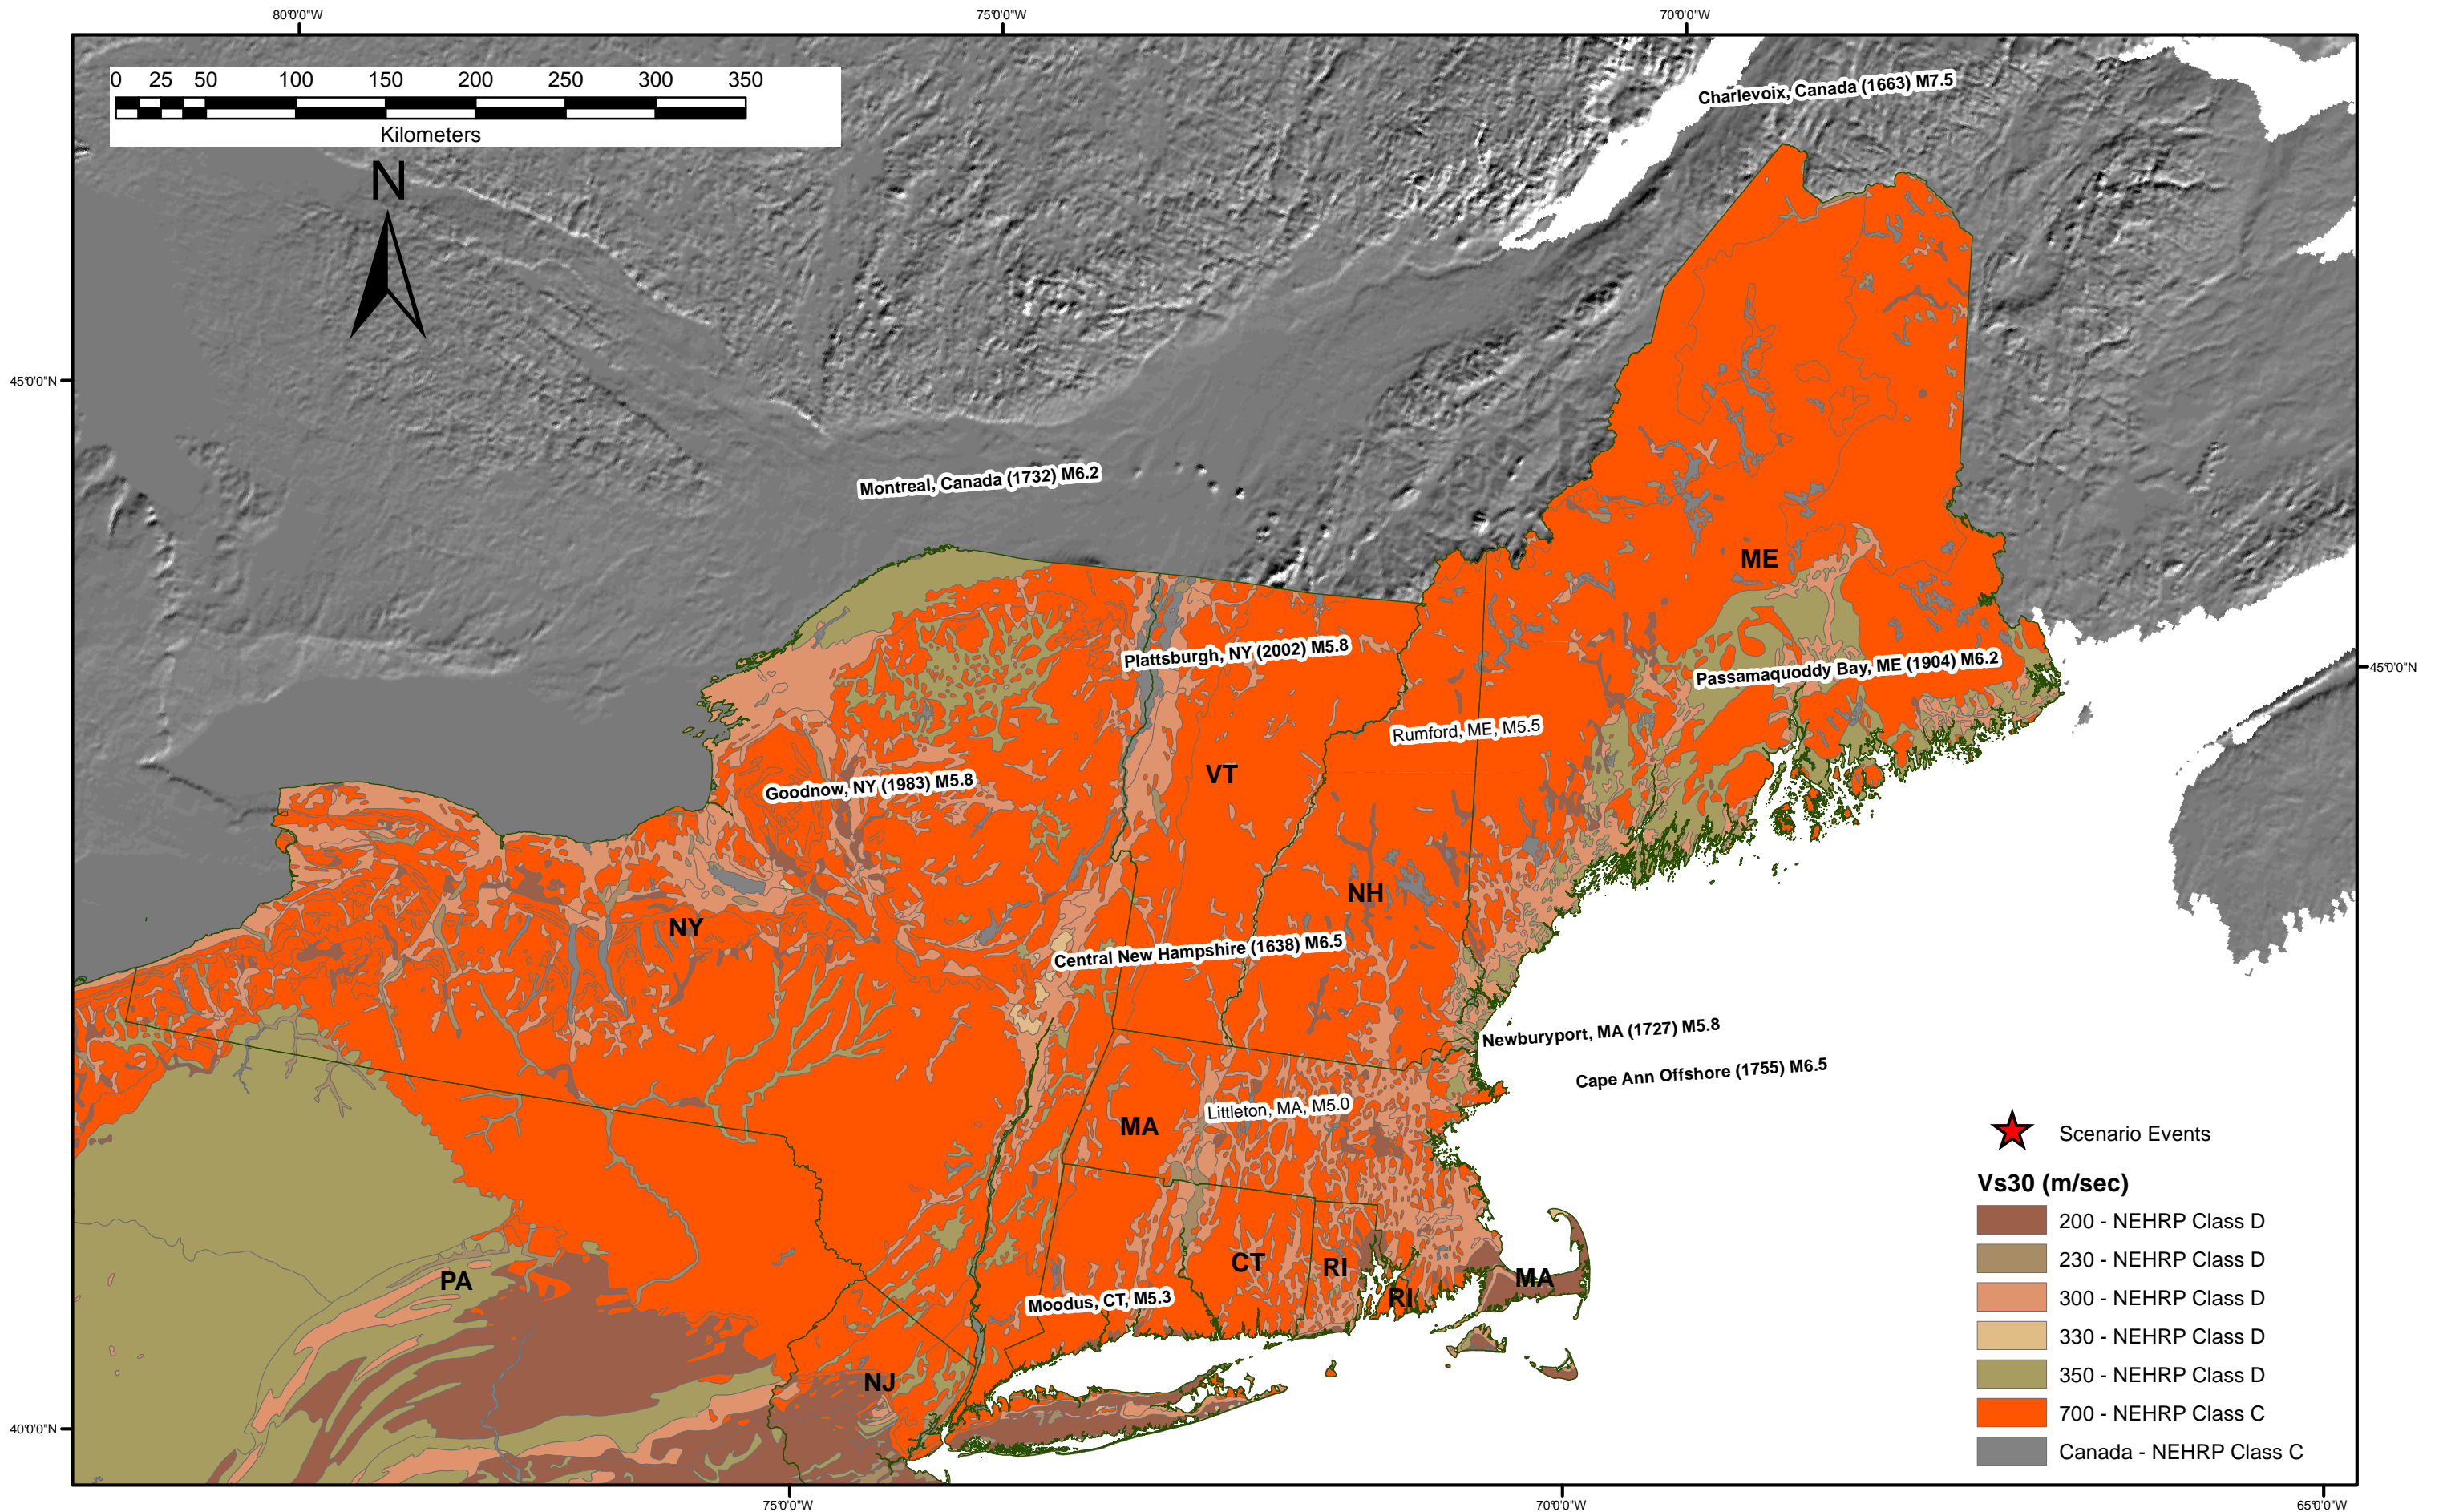 80°0'0"W 75°0'0"W 70°0'0"W
0 25 50 100 150 200 250 300 350
Kilometers
N
Charlevoix, Canada (1663) M7.5
45°0'0"N
Montreal, Canada (1732) M6.2
ME
Plattsburgh, NY (2002) M5.8
Passamaquoddy Bay, ME (1904) M6.2
45°0'0"N
Rumford, ME, M5.5
VT
Goodnow, NY (1983) M5.8
NH
NY
Central New Hampshire (1638) M6.5
Newburyport, MA (1727) M5.8
Cape Ann Offshore (1755) M6.5
Littleton, MA, M5.0
MA
Scenario Events
Vs30 (m/sec)
200 - NEHRP Class D
230 - NEHRP Class D
300 - NEHRP Class D
330 - NEHRP Class D
350 - NEHRP Class D
700 - NEHRP Class C
Canada - NEHRP Class C
CT
RI
MA
PA
RI
Moodus, CT, M5.3
NJ
40°0'0"N
75°0'0"W 70°0'0"W 65°0'0"W